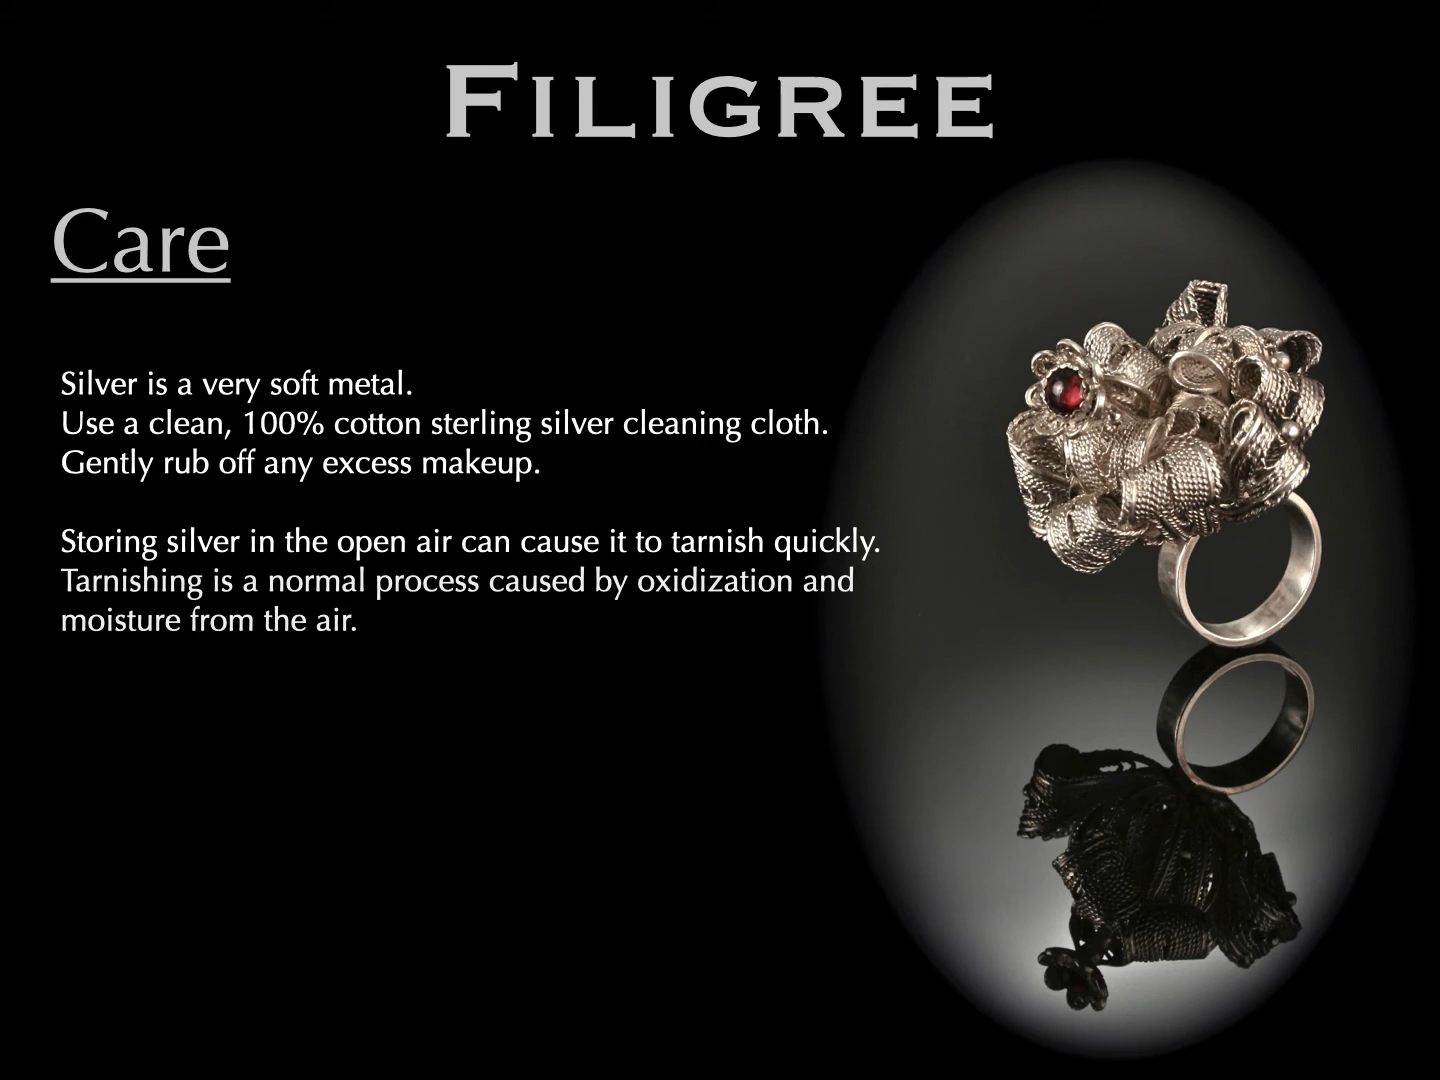 FILIGREE
Care
Silver is a very soft metal.
Use a clean, 100% cotton sterling silver cleaning cloth.
Gently rub off any excess makeup.
Storing silver in the open air can cause it to tarnish quickly.
Tarnishing is a normal process caused by oxidization and
moisture from the air.